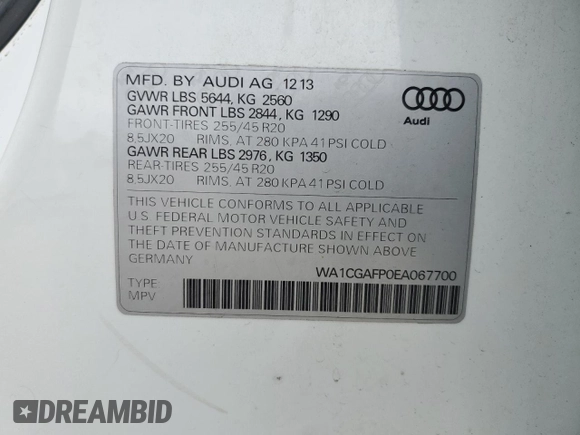 MFD. BY AUDI AG 12 13
GVWR LBS 5644, KG 2560
GAWR FRONT LBS 2844, KG 1290
FRONT-TIRES 255/45 R20
8,5JX20 RIMS, AT 280 KPA 41 PSI COLD
GAWR REAR LBS 2976, KG 1350
REAR-TIRES 255/45 R20
8,5JX20 RIMS, AT 280 KPA 41 PSI COLD
Audi
THIS VEHICLE CONFORMS TO ALL APPLICABLE
U.S. FEDERAL MOTOR VEHICLE SAFETY AND
THEFT PREVENTION STANDARDS IN EFFECT ON
THE DATE OF MANUFACTURE SHOWN ABOVE
GERMANY
WA1CGAFP0EA067700
TYPE:
MPV
DREAMBID